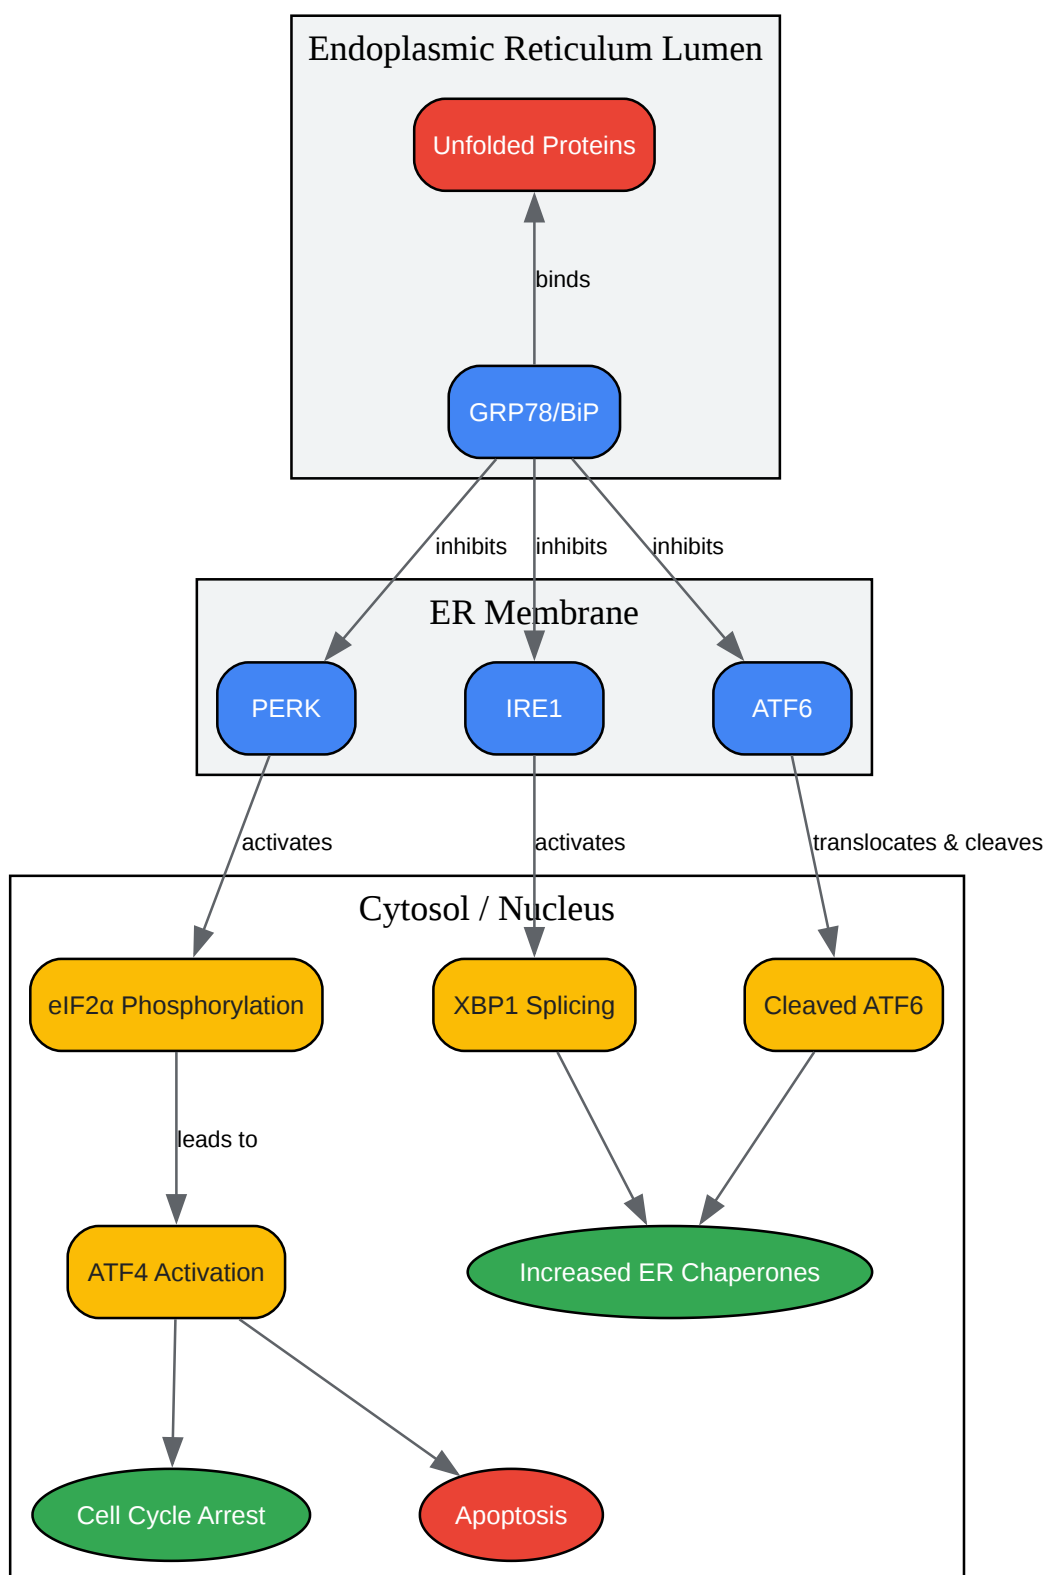 Endoplasmic Reticulum Lumen
Unfolded Proteins
binds
GRP78/BiP
inhibits
inhibits
inhibits
ER Membrane
PERK
IRE1
ATF6
activates
activates
translocates & cleaves
Cytosol / Nucleus
eIF2α Phosphorylation
XBP1 Splicing
Cleaved ATF6
leads to
ATF4 Activation
Increased ER Chaperones
Cell Cycle Arrest
Apoptosis